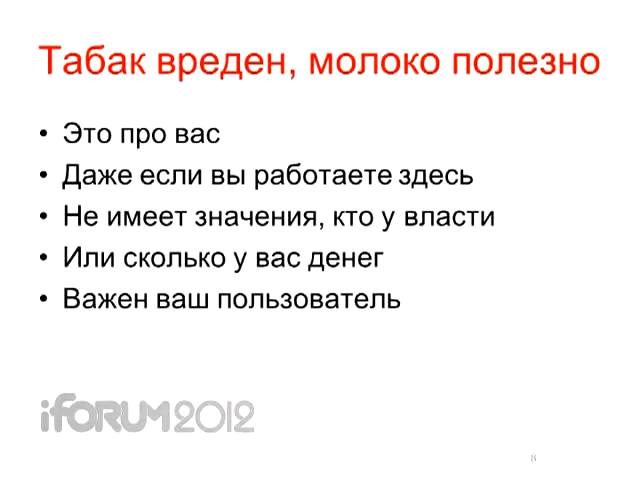 Табак вреден, молоко полезно
• Это про вас
• Даже если вы работаете здесь
• Не имеет значения, кто у власти
• Или сколько у вас денег
• Важен ваш пользователь
iFORUM2012
8